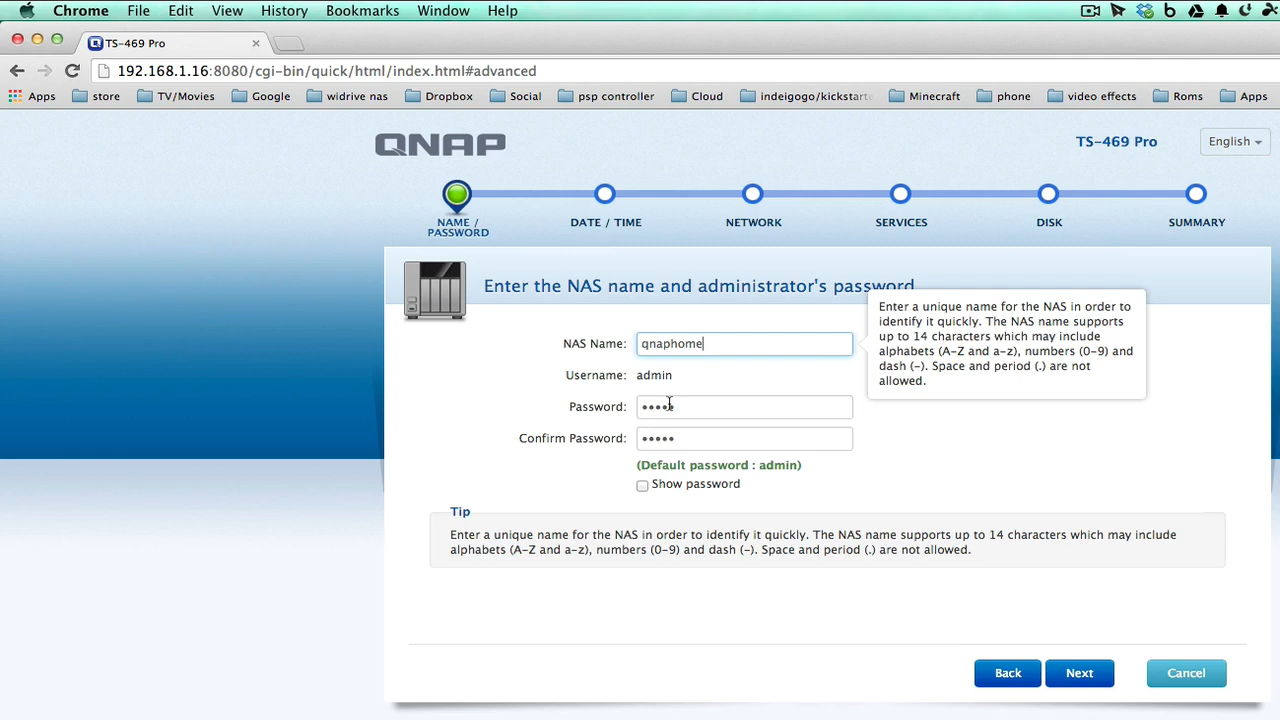 Chrome File Edit View History Bookmarks Window Help
TS-469 Pro
192.168.1.16:8080/cgi-bin/quick/html/index.html#advanced
Apps store TV/Movies Google widrive nas Dropbox Social psp controller Cloud indeigogo/kickstarte Minecraft phone video effects Roms Apps
QNAP
TS-469 Pro
English
NAME /
PASSWORD
DATE / TIME
NETWORK
SERVICES
DISK
SUMMARY
Enter the NAS name and administrator's password
NAS Name: qnaphome
Enter a unique name for the NAS in order to
identify it quickly. The NAS name supports
up to 14 characters which may include
alphabets (A-Z and a-z), numbers (0-9) and
dash (-). Space and period (.) are not
allowed.
Username: admin
Password: •••••
Confirm Password: •••••
(Default password : admin)
Show password
Tip
Enter a unique name for the NAS in order to identify it quickly. The NAS name supports up to 14 characters which may include
alphabets (A-Z and a-z), numbers (0-9) and dash (-). Space and period (.) are not allowed.
Back Next Cancel